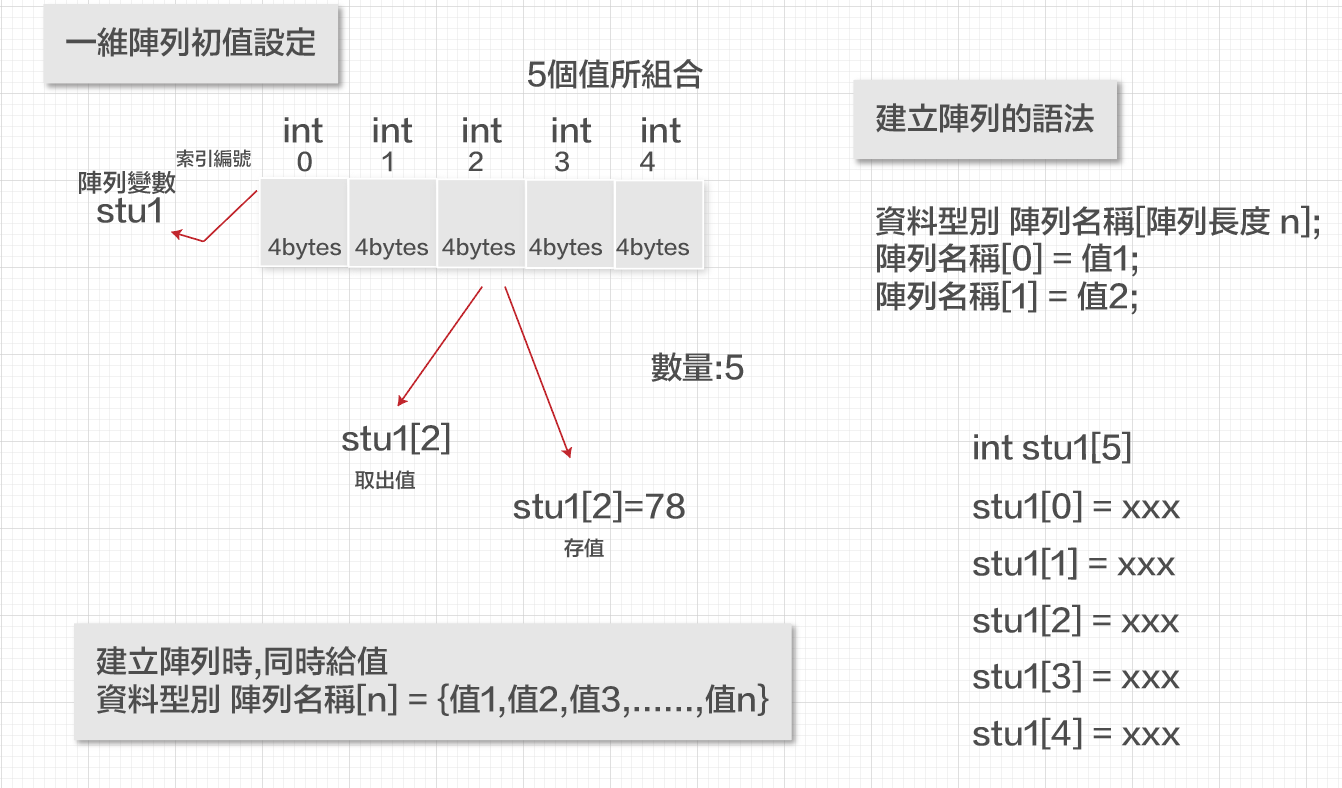 一維陣列初值設定
5個值所組合
int int int int int
0 1 2 3 4
索引編號
陣列變數
stu1
4bytes 4bytes 4bytes 4bytes 4bytes
數量:5
stu1[2]
取出值
stu1[2]=78
存值
建立陣列時,同時給值
資料型別 陣列名稱[n] = {值1,值2,值3,......,值n}
建立陣列的語法
資料型別 陣列名稱[陣列長度 n];
陣列名稱[0] = 值1;
陣列名稱[1] = 值2;
int stu1[5]
stu1[0] = xxx
stu1[1] = xxx
stu1[2] = xxx
stu1[3] = xxx
stu1[4] = xxx